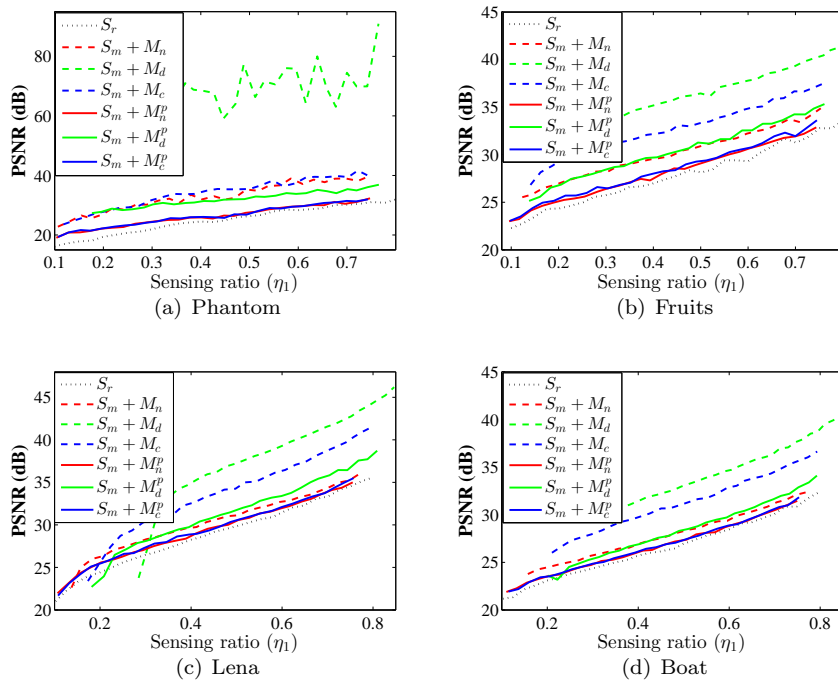 S_r
S_m + M_n
S_m + M_d
S_m + M_c
S_m + M_n^p
S_m + M_d^p
S_m + M_c^p
PSNR (dB)
80
60
40
20
0.1 0.2 0.3 0.4 0.5 0.6 0.7
Sensing ratio (η_1)
(a) Phantom
S_r
S_m + M_n
S_m + M_d
S_m + M_c
S_m + M_n^p
S_m + M_d^p
S_m + M_c^p
PSNR (dB)
45
40
35
30
25
20
0.1 0.2 0.3 0.4 0.5 0.6 0.7
Sensing ratio (η_1)
(b) Fruits
S_r
S_m + M_n
S_m + M_d
S_m + M_c
S_m + M_n^p
S_m + M_d^p
S_m + M_c^p
PSNR (dB)
45
40
35
30
25
20
0.2 0.4 0.6 0.8
Sensing ratio (η_1)
(c) Lena
S_r
S_m + M_n
S_m + M_d
S_m + M_c
S_m + M_n^p
S_m + M_d^p
S_m + M_c^p
PSNR (dB)
45
40
35
30
25
20
0.2 0.4 0.6 0.8
Sensing ratio (η_1)
(d) Boat